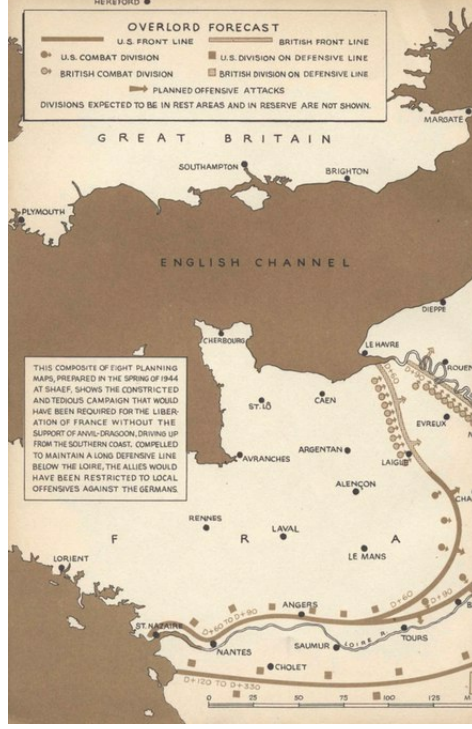 HEREFORD
OVERLORD FORECAST
U.S. FRONT LINE
BRITISH FRONT LINE
U.S. COMBAT DIVISION
U.S. DIVISION ON DEFENSIVE LINE
BRITISH COMBAT DIVISION
BRITISH DIVISION ON DEFENSIVE LINE
PLANNED OFFENSIVE ATTACKS
DIVISIONS EXPECTED TO BE IN REST AREAS AND IN RESERVE ARE NOT SHOWN.
MARGATE
GREAT BRITAIN
SOUTHAMPTON
BRIGHTON
PLYMOUTH
ENGLISH CHANNEL
DIEPPE
CHERBOURG
LE HAVRE
ROUEN
THIS COMPOSITE OF EIGHT PLANNING
MAPS, PREPARED IN THE SPRING OF 1944
AT SHAEF, SHOWS THE CONSTRICTED
AND TEDIOUS CAMPAIGN THAT WOULD
HAVE BEEN REQUIRED FOR THE LIBER-
ATION OF FRANCE WITHOUT THE
SUPPORT OF ANVIL-DRAGOON, DRIVING UP
FROM THE SOUTHERN COAST. COMPELLED
TO MAINTAIN A LONG DEFENSIVE LINE
BELOW THE LOIRE, THE ALLIES WOULD
HAVE BEEN RESTRICTED TO LOCAL
OFFENSIVES AGAINST THE GERMANS.
ST. LÔ
CAEN
EVREUX
AVRANCHES
ARGENTAN
LAIGLE
ALENÇON
CHA
RENNES
LAVAL
F R A
LE MANS
LORIENT
ANGERS
D+60
D+90
D+60 TO D+90
ST. NAZAIRE
NANTES
SAUMUR
LOIRE R.
TOURS
CHOLET
D+120 TO D+330
0 25 50 75 100 125